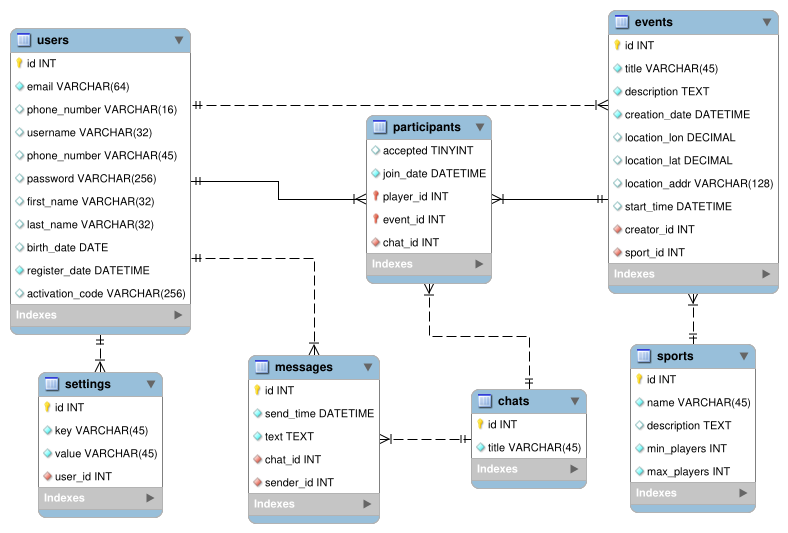 users
id INT
email VARCHAR(64)
phone_number VARCHAR(16)
username VARCHAR(32)
phone_number VARCHAR(45)
password VARCHAR(256)
first_name VARCHAR(32)
last_name VARCHAR(32)
birth_date DATE
register_date DATETIME
activation_code VARCHAR(256)
Indexes
participants
accepted TINYINT
join_date DATETIME
player_id INT
event_id INT
chat_id INT
Indexes
events
id INT
title VARCHAR(45)
description TEXT
creation_date DATETIME
location_lon DECIMAL
location_lat DECIMAL
location_addr VARCHAR(128)
start_time DATETIME
creator_id INT
sport_id INT
Indexes
settings
id INT
key VARCHAR(45)
value VARCHAR(45)
user_id INT
Indexes
messages
id INT
send_time DATETIME
text TEXT
chat_id INT
sender_id INT
Indexes
chats
id INT
title VARCHAR(45)
Indexes
sports
id INT
name VARCHAR(45)
description TEXT
min_players INT
max_players INT
Indexes